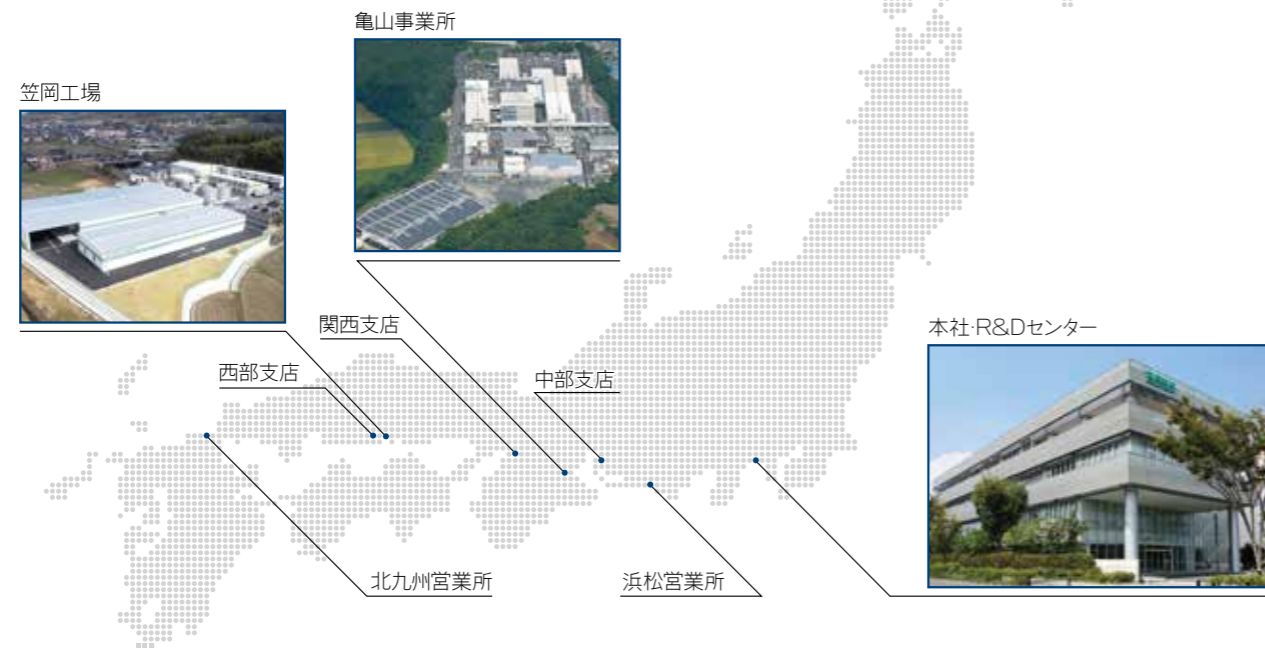 亀山事業所
笠岡工場
関西支店
本社・R&Dセンター
西部支店
中部支店
北九州営業所
浜松営業所